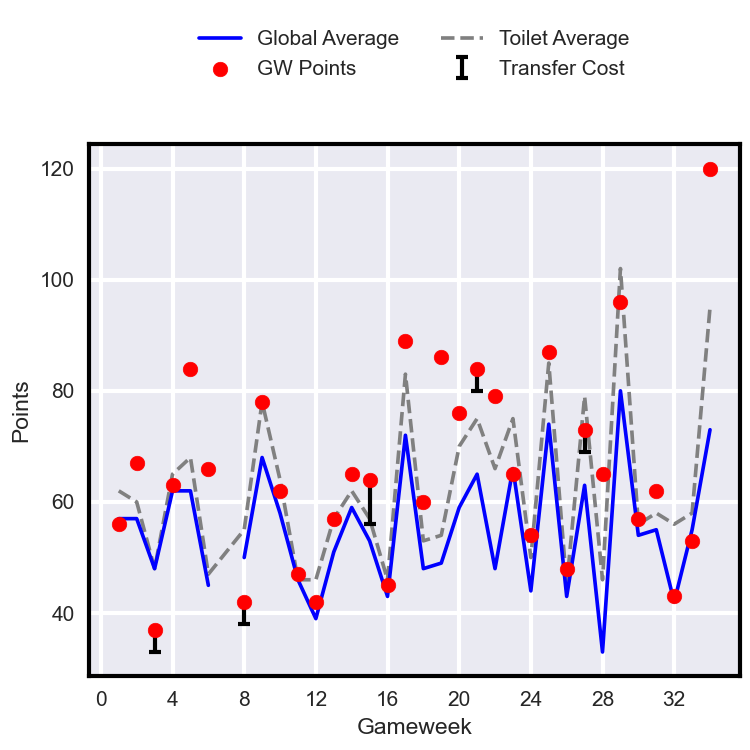 Global Average Toilet Average
GW Points Transfer Cost
120
100
80
60
40
Points
0 4 8 12 16 20 24 28 32
Gameweek